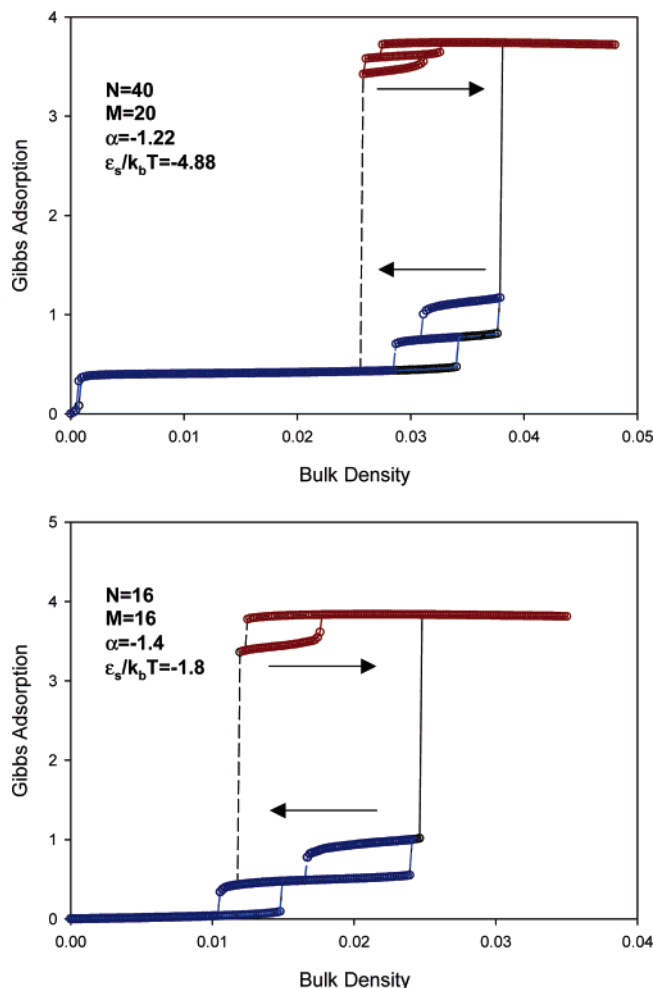 4
3
2
1
0
Gibbs Adsorption
N=40
M=20
α=-1.22
εs/kbT=-4.88
0.00 0.01 0.02 0.03 0.04 0.05
Bulk Density
5
4
3
2
1
0
Gibbs Adsorption
N=16
M=16
α=-1.4
εs/kbT=-1.8
0.00 0.01 0.02 0.03 0.04
Bulk Density